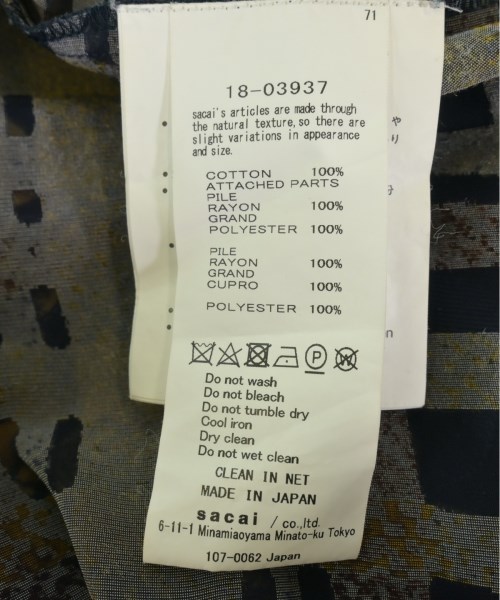 71
18-03937
sacai's articles are made through
the natural texture, so there are
slight variations in appearance
and size.
COTTON 100%
ATTACHED PARTS
PILE
RAYON 100%
GRAND
POLYESTER 100%
PILE
RAYON 100%
GRAND
CUPRO 100%
POLYESTER 100%
P W
Do not wash
Do not bleach
Do not tumble dry
Cool iron
Dry clean
Do not wet clean
CLEAN IN NET
MADE IN JAPAN
sacai / co.,ltd.
6-11-1 Minamiaoyama Minato-ku Tokyo
107-0062 Japan